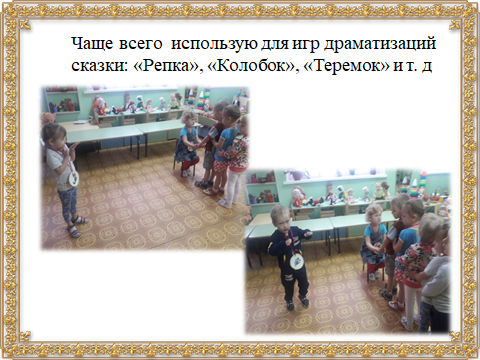 Чаще всего использую для игр драматизаций
сказки: «Репка», «Колобок», «Теремок» и т. д